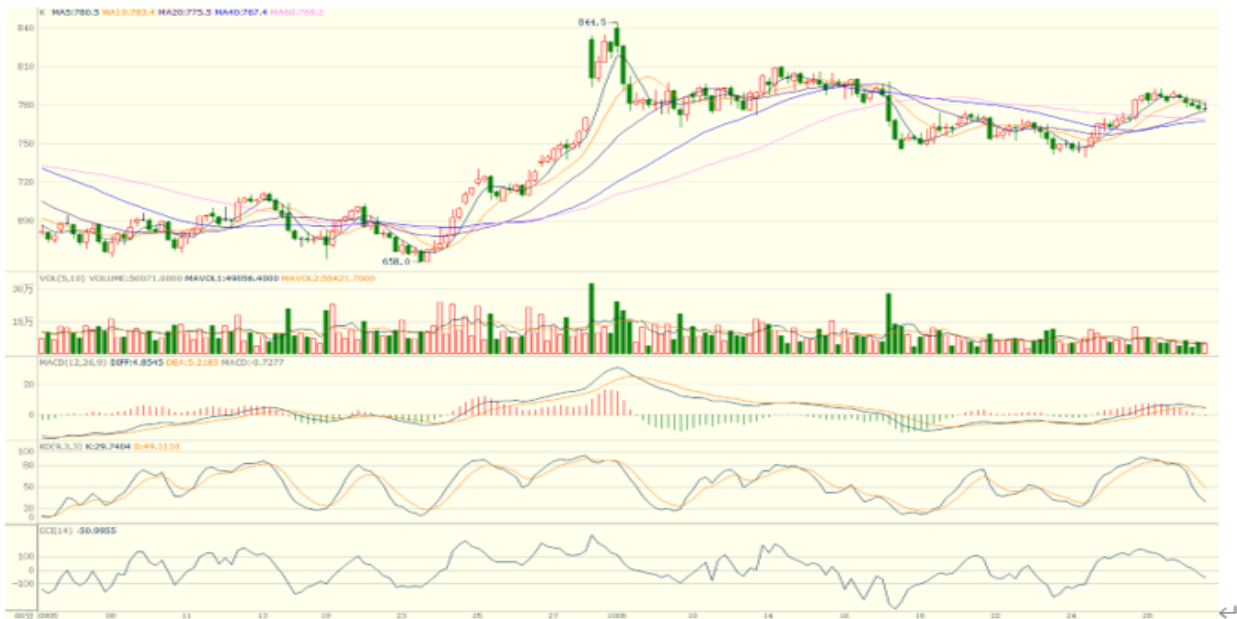 K MA5:780.5 MA10:783.4 MA20:775.5 MA40:767.4 MA60:769.2
840
844.5
810
780
750
720
690
658.0
VOL(5,10) VOLUME:50071.0000 MAVOL1:49056.4000 MAVOL2:55421.7000
30万
15万
MACD(12,26,9) DIFF:4.8545 DEA:5.2183 MACD:-0.7277
20
0
KD(9,3,3) K:29.7404 D:49.1110
100
80
50
20
0
CCI(14) -50.9955
100
0
-100
60分 09 11 15 19 23 25 27 1008 10 14 16 18 22 24 28